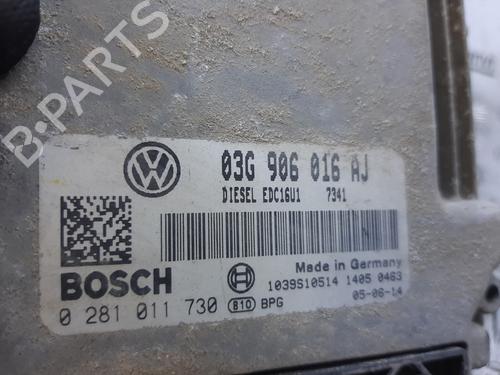 B-PARTS
03G 906 016 AJ
DIESEL EDC16U1 7341
BOSCH
Made in Germany
1039S10514 1405 0463
0 281 011 730 810 BPG
05-06-14